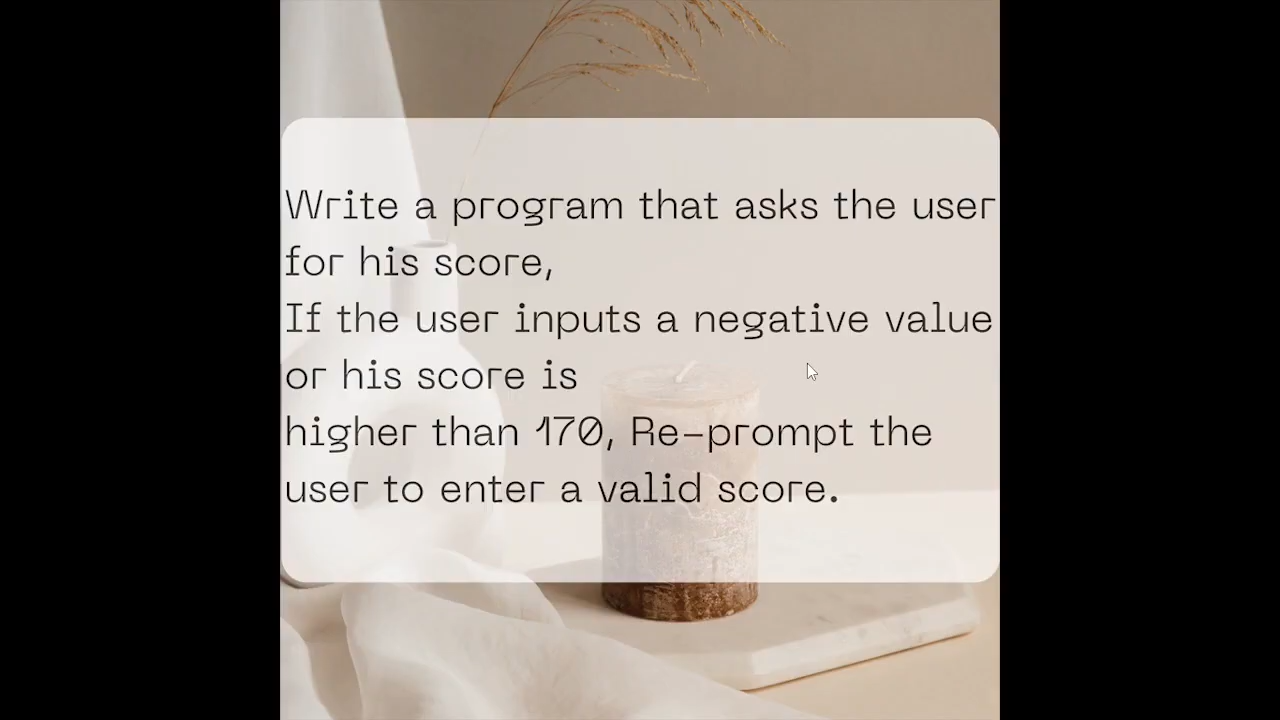 Write a program that asks the user
for his score,
If the user inputs a negative value
or his score is
higher than 170, Re-prompt the
user to enter a valid score.